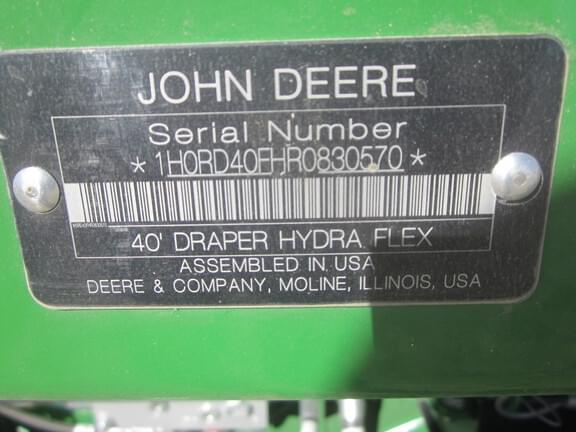 JOHN DEERE
Serial Number
*1H0RD40FHR0830570*
40' DRAPER HYDRA FLEX
ASSEMBLED IN USA
DEERE & COMPANY, MOLINE, ILLINOIS, USA